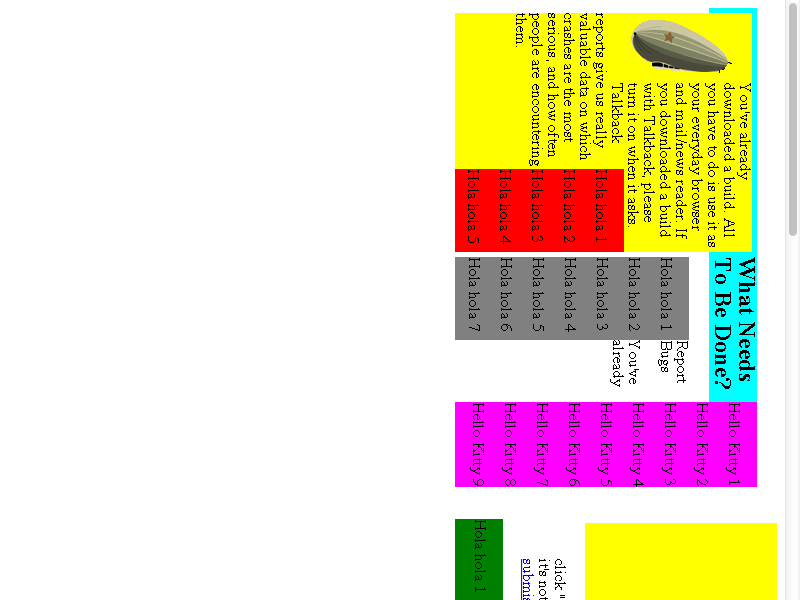 You've already
downloaded a build. All
you have to do is use it as
your everyday browser
and mail/news reader. If
you downloaded a build
with Talkback, please
turn it on when it asks.
Talkback
reports give us really
valuable data on which
crashes are the most
serious, and how often
people are encountering
them.
Hola hola 1
Hola hola 2
Hola hola 3
Hola hola 4
Hola hola 5
What Needs
To Be Done?
Hola hola 1
Hola hola 2
Hola hola 3
Hola hola 4
Hola hola 5
Hola hola 6
Hola hola 7
Report
Bugs
You've
already
Hello Kitty 1
Hello Kitty 2
Hello Kitty 3
Hello Kitty 4
Hello Kitty 5
Hello Kitty 6
Hello Kitty 7
Hello Kitty 8
Hello Kitty 9
click "
it's not
submis
Hola hola 1